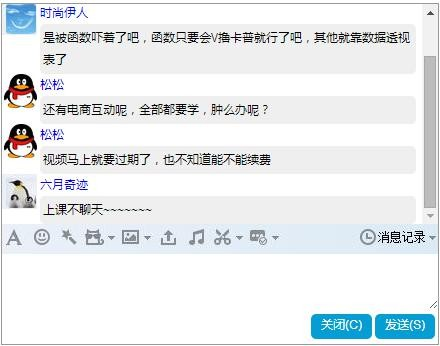 时尚伊人
是被函数吓着了吧，函数只要会V撸卡普就行了吧，其他就靠数据透视
表了
松松
还有电商互动呢，全部都要学，肿么办呢？
松松
视频马上就要过期了，也不知道能不能续费
六月奇迹
上课不聊天~~~~~~~
消息记录
关闭(C) 发送(S)